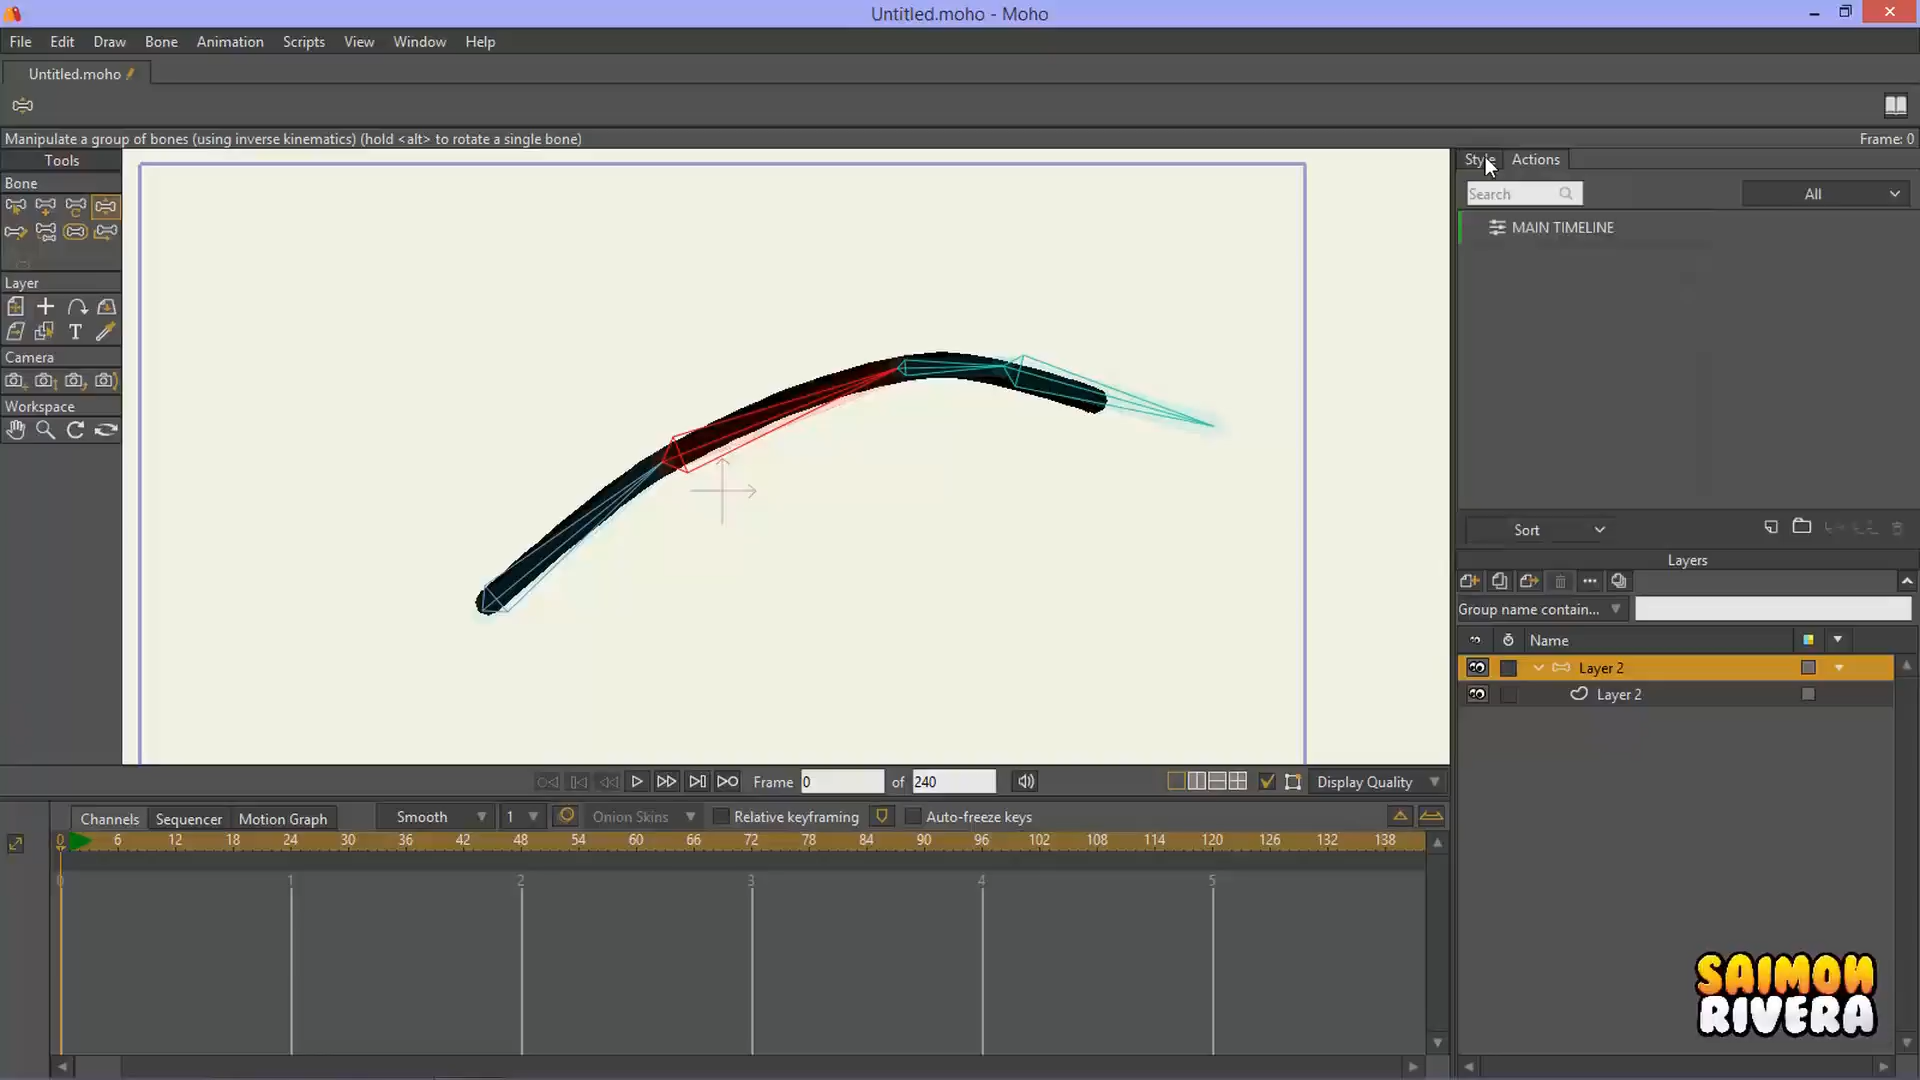 Untitled.moho - Moho
File Edit Draw Bone Animation Scripts View Window Help
Untitled.moho
Manipulate a group of bones (using inverse kinematics) (hold <alt> to rotate a single bone) Frame: 0
Tools
Bone
Layer
T
Camera
Workspace
Style Actions
Search All
MAIN TIMELINE
Sort
Layers
Group name contain...
Name
Layer 2
Layer 2
Frame 0 of 240 Display Quality
Channels Sequencer Motion Graph Smooth 1 Onion Skins Relative keyframing Auto-freeze keys
0 6 12 18 24 30 36 42 48 54 60 66 72 78 84 90 96 102 108 114 120 126 132 138
0 1 2 3 4 5
SAIMON
RIVERA